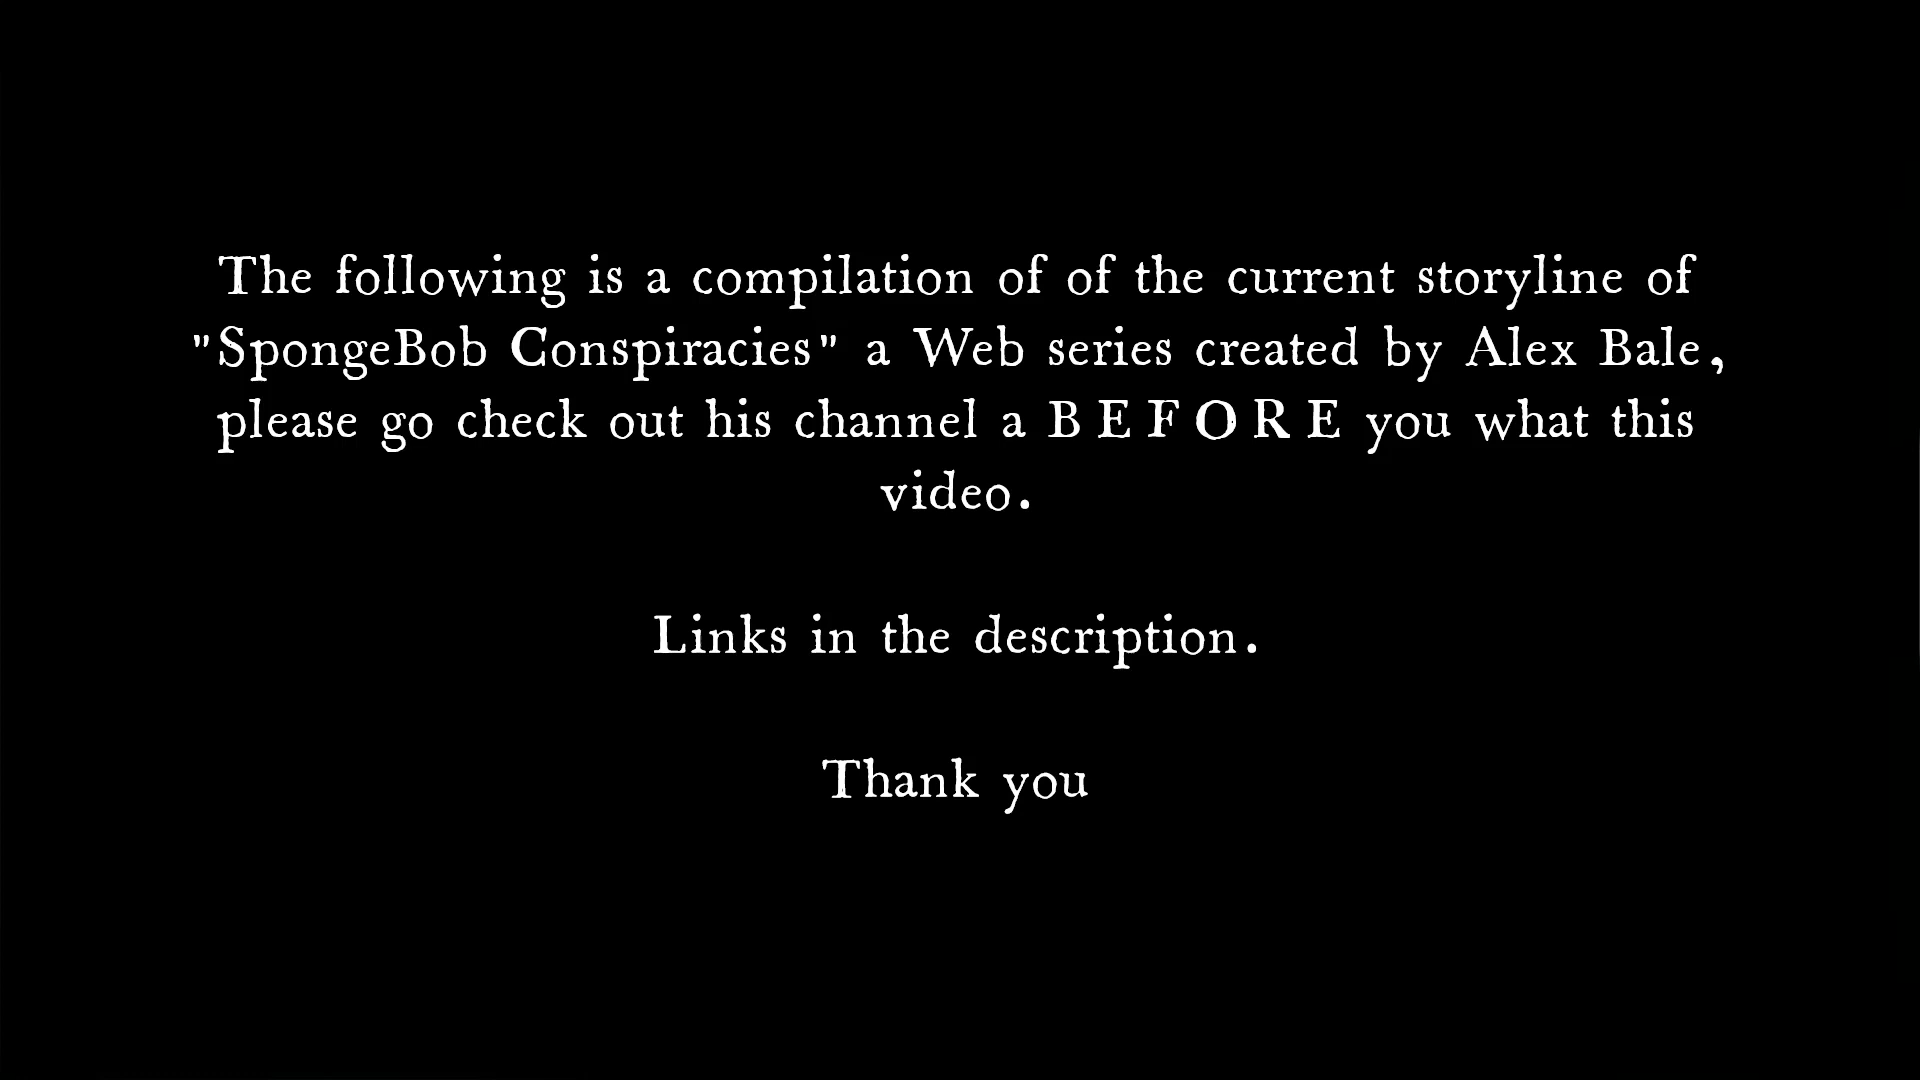 The following is a compilation of of the current storyline of
"SpongeBob Conspiracies" a Web series created by Alex Bale,
please go check out his channel a B E F O R E you what this
video.
Links in the description.
Thank you